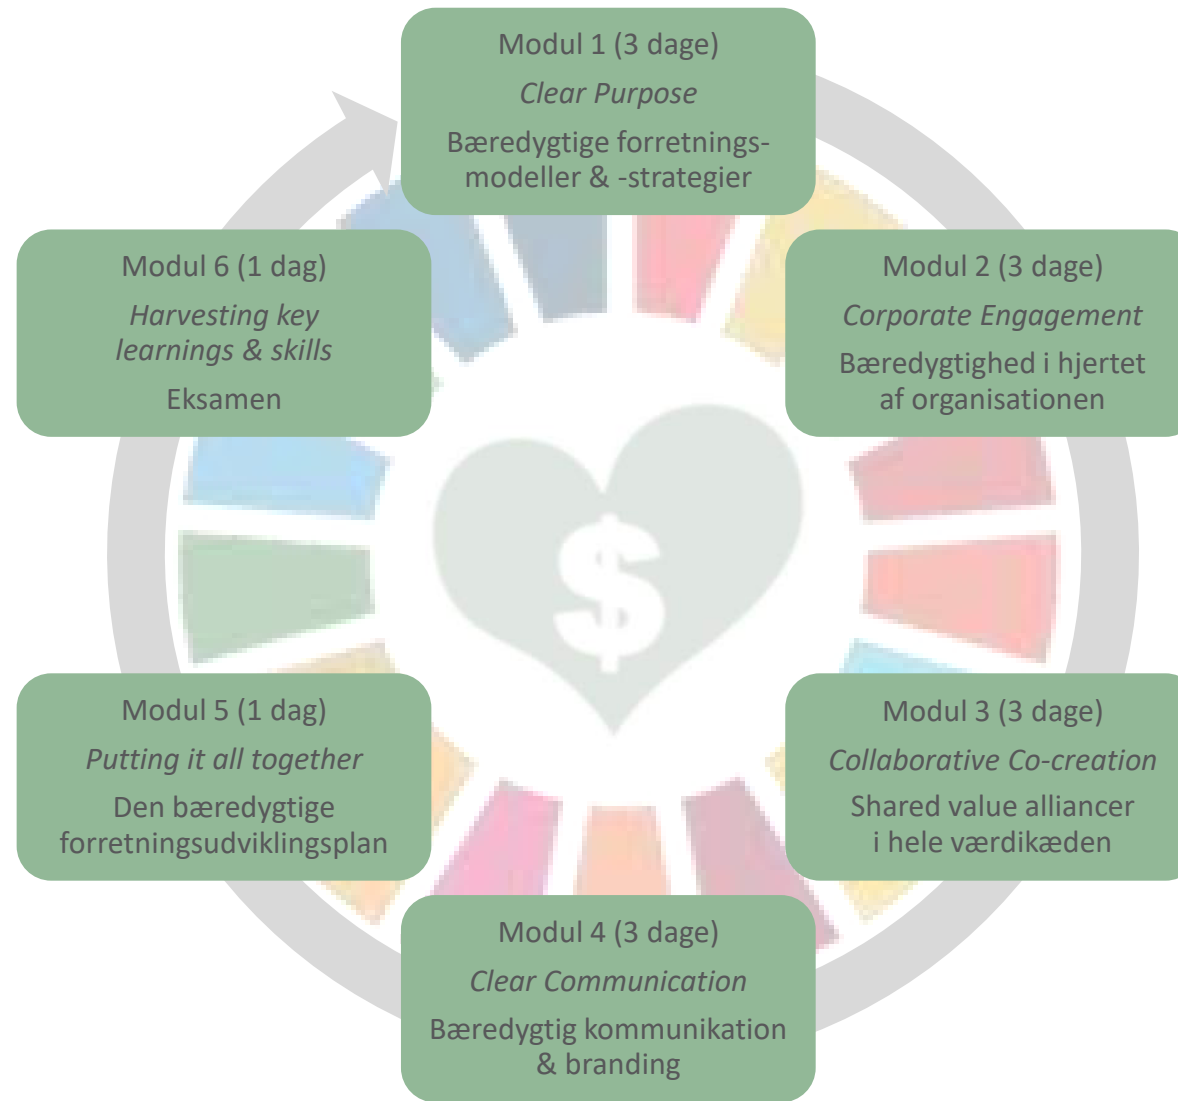 Modul 1 (3 dage)
Clear Purpose
Bæredygtige forretnings-
modeller & -strategier
Modul 2 (3 dage)
Corporate Engagement
Bæredygtighed i hjertet
af organisationen
Modul 3 (3 dage)
Collaborative Co-creation
Shared value alliancer
i hele værdikæden
Modul 4 (3 dage)
Clear Communication
Bæredygtig kommunikation
& branding
Modul 5 (1 dag)
Putting it all together
Den bæredygtige
forretningsudviklingsplan
Modul 6 (1 dag)
Harvesting key
learnings & skills
Eksamen
$